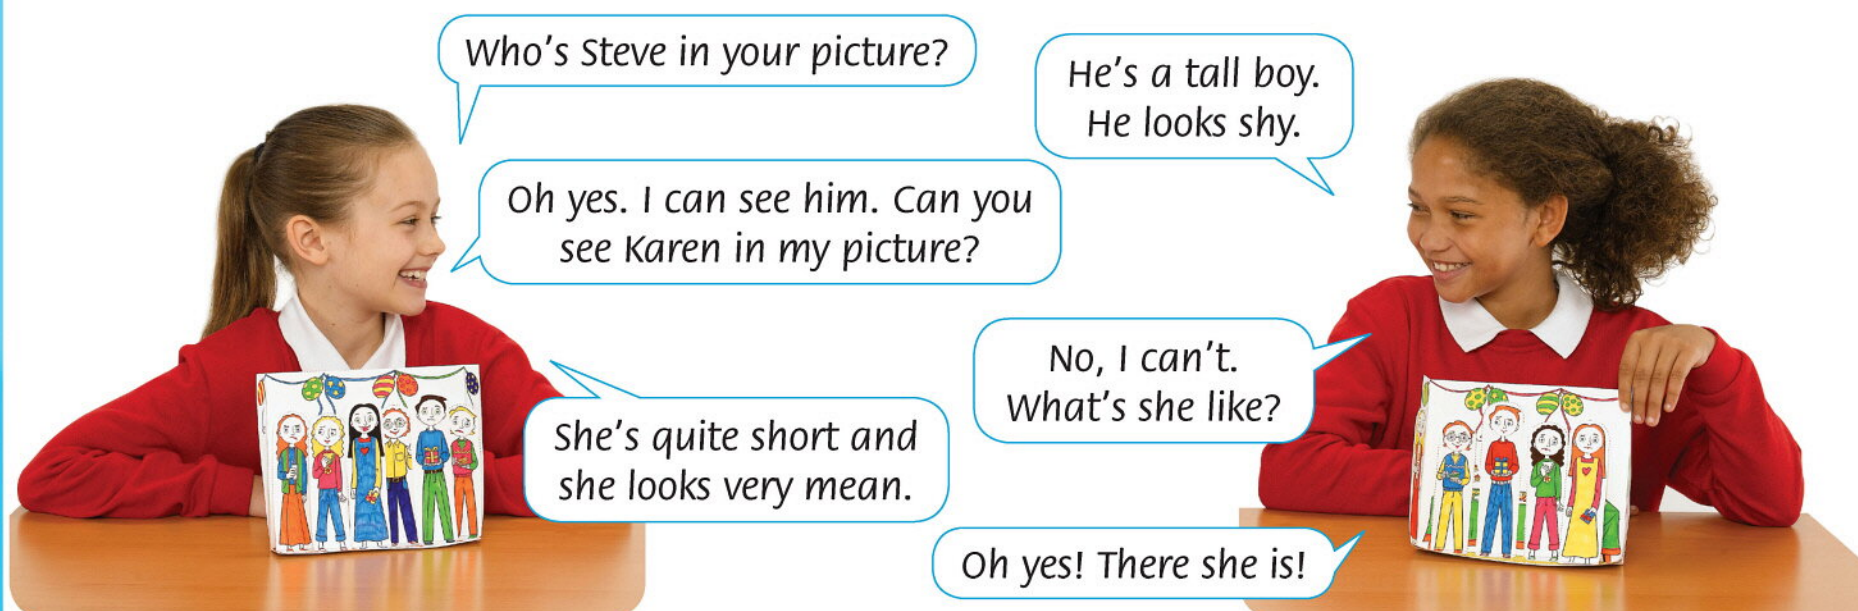 Who's Steve in your picture?
He's a tall boy.
He looks shy.
Oh yes. I can see him. Can you
see Karen in my picture?
No, I can't.
What's she like?
She's quite short and
she looks very mean.
Oh yes! There she is!